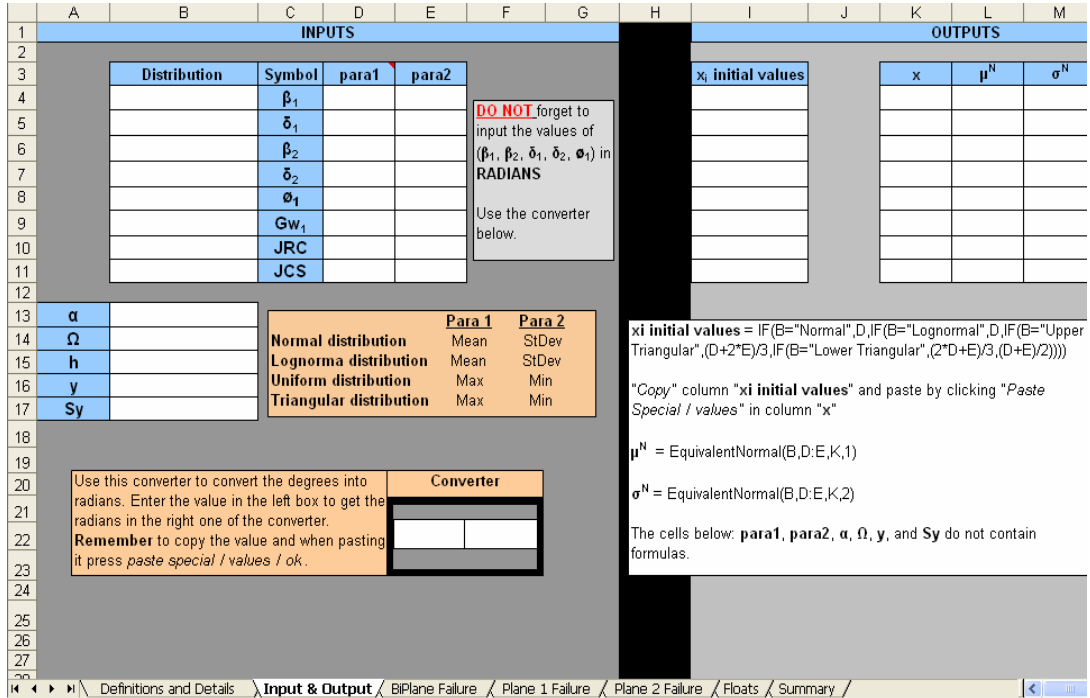 A B C D E F G H I J K L M
1 INPUTS OUTPUTS
2
3 Distribution Symbol para1 para2 xi initial values x μN σN
4 β1
5 δ1
6 β2
7 δ2
8 ø1
9 Gw1
10 JRC
11 JCS
DO NOT forget to
input the values of
(β1, β2, δ1, δ2, ø1) in
RADIANS
Use the converter
below.
12
13 α
14 Ω
15 h
16 y
17 Sy
Para 1 Para 2
Normal distribution Mean StDev
Lognorma distribution Mean StDev
Uniform distribution Max Min
Triangular distribution Max Min
xi initial values = IF(B="Normal",D,IF(B="Lognormal",D,IF(B="Upper
Triangular",(D+2*E)/3,IF(B="Lower Triangular",(2*D+E)/3,(D+E)/2))))
"Copy" column "xi initial values" and paste by clicking "Paste
Special / values" in column "x"
μN = EquivalentNormal(B,D:E,K,1)
σN = EquivalentNormal(B,D:E,K,2)
The cells below: para1, para2, α, Ω, y, and Sy do not contain
formulas.
18
19
20
21
22
23
24
25
26
27
Use this converter to convert the degrees into
radians. Enter the value in the left box to get the
radians in the right one of the converter.
Remember to copy the value and when pasting
it press paste special / values / ok.
Converter
Definitions and Details Input & Output BiPlane Failure Plane 1 Failure Plane 2 Failure Floats Summary